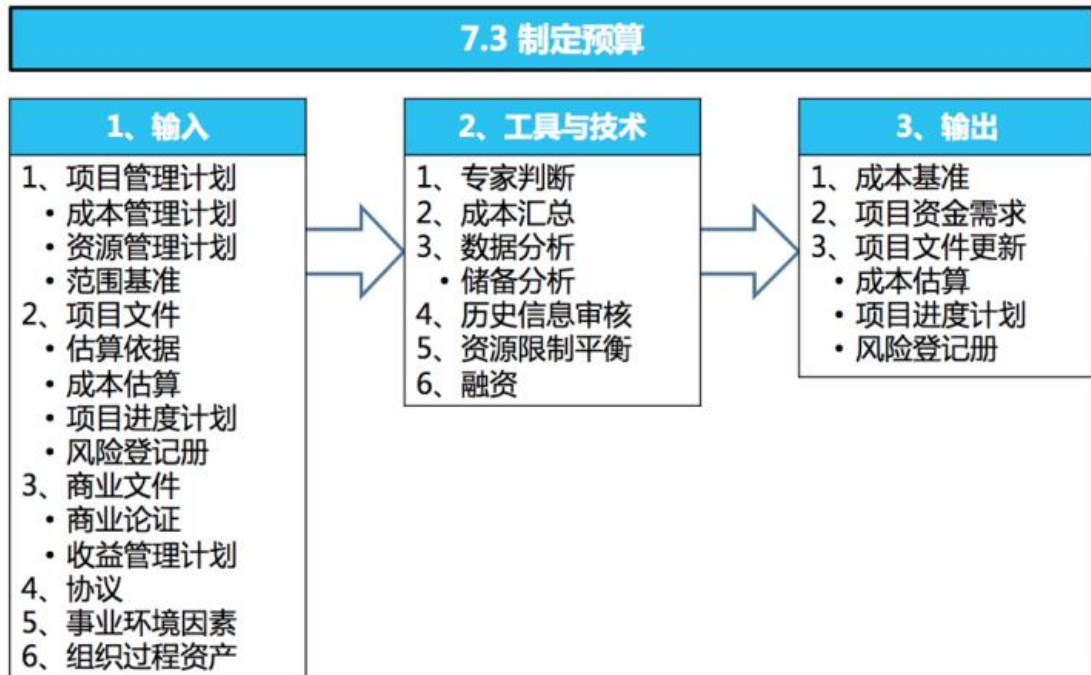 7.3 制定预算
1、输入
1、项目管理计划
• 成本管理计划
• 资源管理计划
• 范围基准
2、项目文件
• 估算依据
• 成本估算
• 项目进度计划
• 风险登记册
3、商业文件
• 商业论证
• 收益管理计划
4、协议
5、事业环境因素
6、组织过程资产
2、工具与技术
1、专家判断
2、成本汇总
3、数据分析
• 储备分析
4、历史信息审核
5、资源限制平衡
6、融资
3、输出
1、成本基准
2、项目资金需求
3、项目文件更新
• 成本估算
• 项目进度计划
• 风险登记册